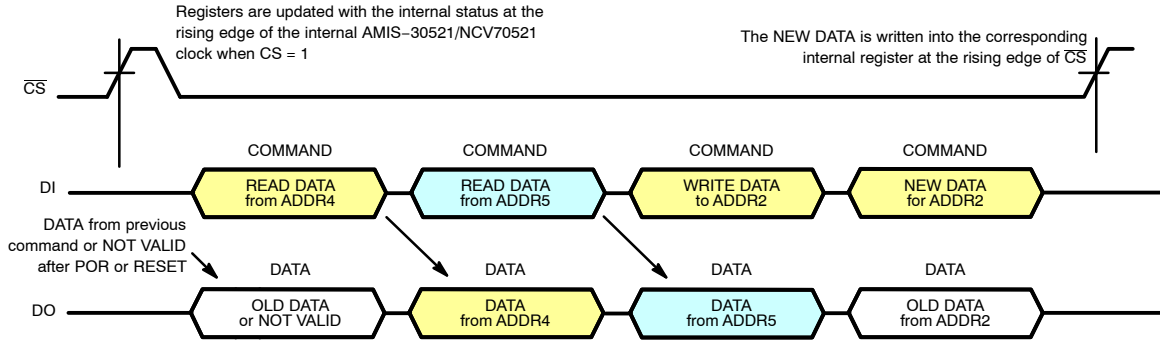 Registers are updated with the internal status at the
rising edge of the internal AMIS−30521/NCV70521
clock when CS = 1
The NEW DATA is written into the corresponding
internal register at the rising edge of CS
CS
COMMAND COMMAND COMMAND COMMAND
DI
READ DATA
from ADDR4
READ DATA
from ADDR5
WRITE DATA
to ADDR2
NEW DATA
for ADDR2
DATA from previous
command or NOT VALID
after POR or RESET
DATA DATA DATA DATA
DO
OLD DATA
or NOT VALID
DATA
from ADDR4
DATA
from ADDR5
OLD DATA
from ADDR2